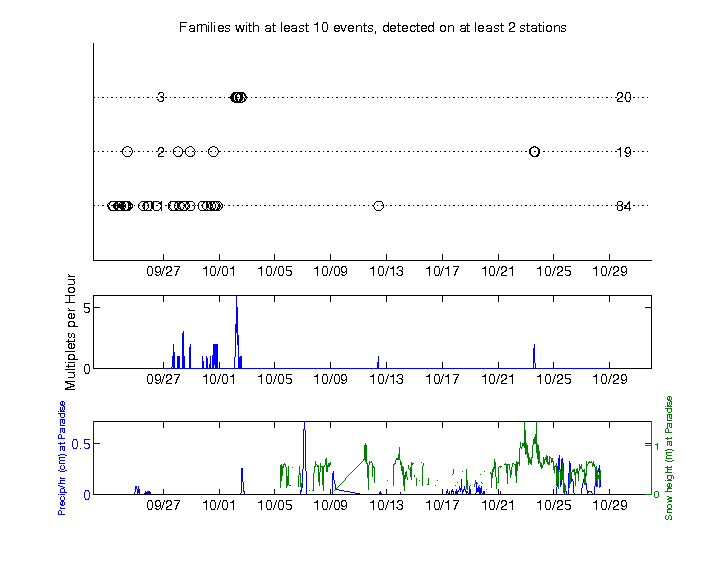 Families with at least 10 events, detected on at least 2 stations
3 20
2 19
84
09/27 10/01 10/05 10/09 10/13 10/17 10/21 10/25 10/29
Multiplets per Hour
5
0
09/27 10/01 10/05 10/09 10/13 10/17 10/21 10/25 10/29
Precip/hr (cm) at Paradise
0.5
0
Snow height (m) at Paradise
1
0
09/27 10/01 10/05 10/09 10/13 10/17 10/21 10/25 10/29